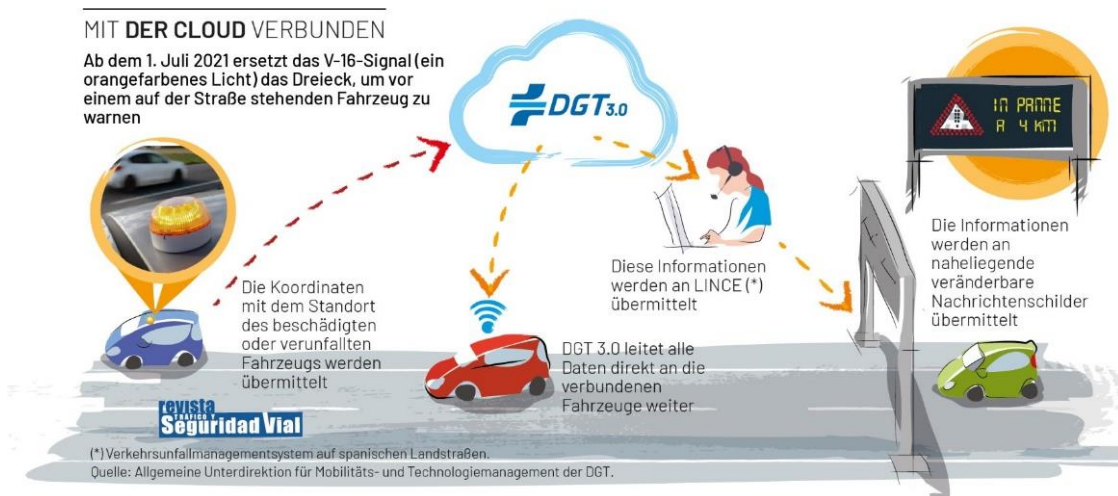 MIT DER CLOUD VERBUNDEN
Ab dem 1. Juli 2021 ersetzt das V-16-Signal (ein
orangefarbenes Licht) das Dreieck, um vor
einem auf der Straße stehenden Fahrzeug zu
warnen
DGT 3.0
IN PANNE
A 4 km
Die Koordinaten
mit dem Standort
des beschädigten
oder verunfallten
Fahrzeugs werden
übermittelt
DGT 3.0 leitet alle
Daten direkt an die
verbundenen
Fahrzeuge weiter
Diese Informationen
werden an LINCE (*)
übermittelt
Die Informationen
werden an
naheliegende
veränderbare
Nachrichtenschilder
übermittelt
revista
TRÁFICO Y
Seguridad Vial
(*) Verkehrsunfallmanagementsystem auf spanischen Landstraßen.
Quelle: Allgemeine Unterdirektion für Mobilitäts- und Technologiemanagement der DGT.